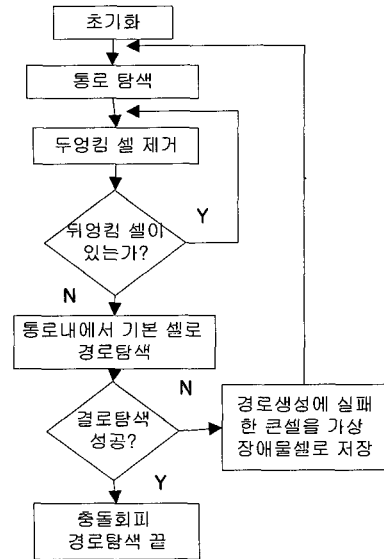 초기화
통로 탐색
두엉킴 셀 제거
뒤엉킴 셀이
있는가?
Y
N
통로내에서 기본 셀로
경로탐색
N
결로탐색
성공?
경로생성에 실패
한 큰셀을 가상
장애물셀로 저장
Y
충돌회피
경로탐색 끝